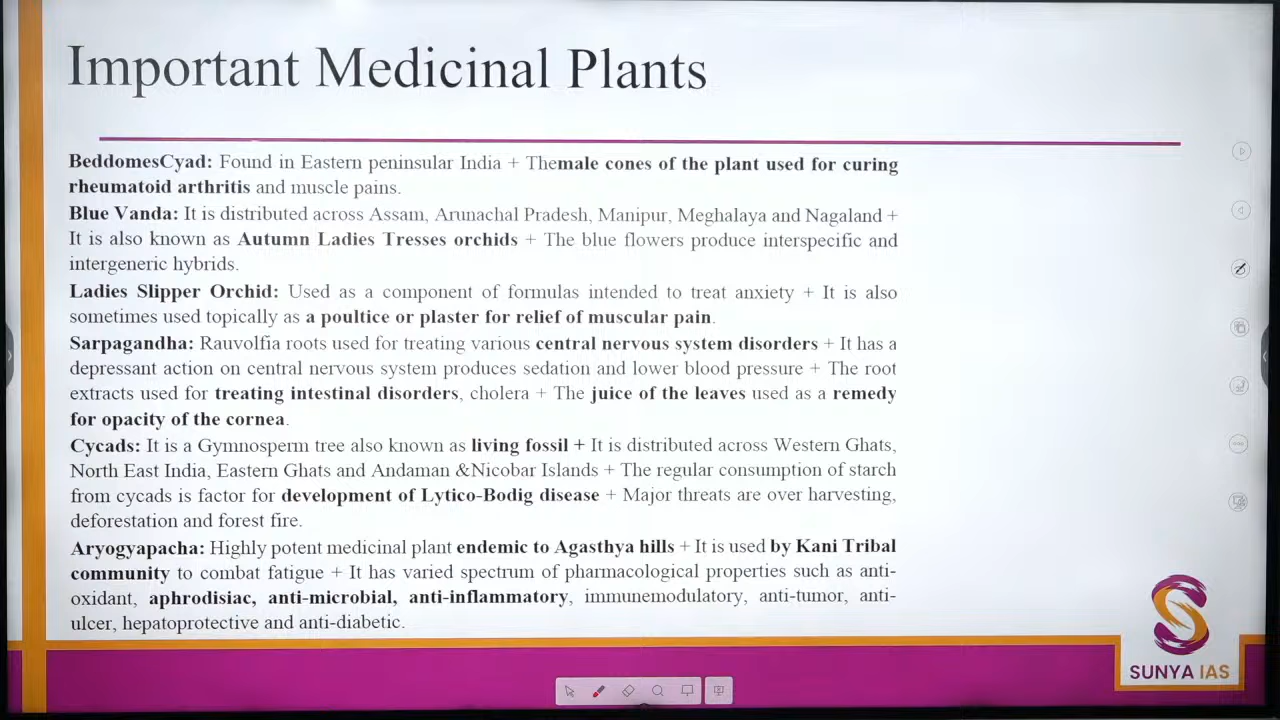 Important Medicinal Plants
BeddomesCyad: Found in Eastern peninsular India + Themale cones of the plant used for curing
rheumatoid arthritis and muscle pains.
Blue Vanda: It is distributed across Assam, Arunachal Pradesh, Manipur, Meghalaya and Nagaland +
It is also known as Autumn Ladies Tresses orchids + The blue flowers produce interspecific and
intergeneric hybrids.
Ladies Slipper Orchid: Used as a component of formulas intended to treat anxiety + It is also
sometimes used topically as a poultice or plaster for relief of muscular pain.
Sarpagandha: Rauvolfia roots used for treating various central nervous system disorders + It has a
depressant action on central nervous system produces sedation and lower blood pressure + The root
extracts used for treating intestinal disorders, cholera + The juice of the leaves used as a remedy
for opacity of the cornea.
Cycads: It is a Gymnosperm tree also known as living fossil + It is distributed across Western Ghats,
North East India, Eastern Ghats and Andaman &Nicobar Islands + The regular consumption of starch
from cycads is factor for development of Lytico-Bodig disease + Major threats are over harvesting,
deforestation and forest fire.
Aryogyapacha: Highly potent medicinal plant endemic to Agasthya hills + It is used by Kani Tribal
community to combat fatigue + It has varied spectrum of pharmacological properties such as anti-
oxidant, aphrodisiac, anti-microbial, anti-inflammatory, immunemodulatory, anti-tumor, anti-
ulcer, hepatoprotective and anti-diabetic.
SUNYA IAS